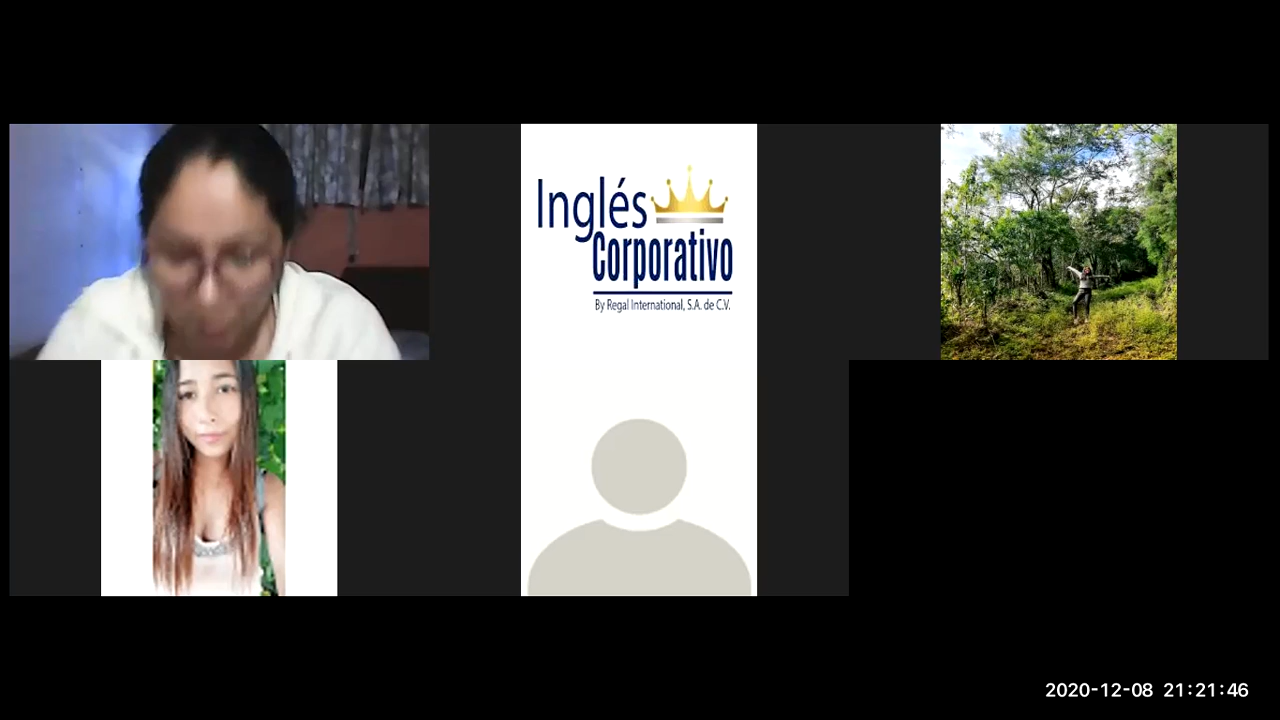 Inglés
Corporativo
By Regal International, S.A. de C.V.
2020-12-08 21:21:46